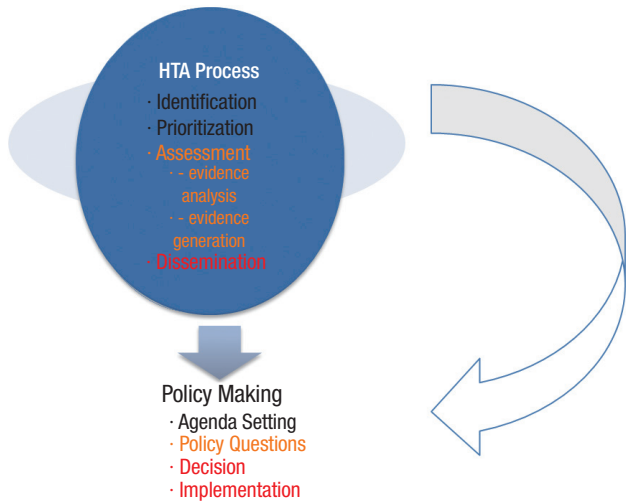 HTA Process
· Identification
· Prioritization
· Assessment
· - evidence
analysis
· - evidence
generation
· Dissemination
Policy Making
· Agenda Setting
· Policy Questions
· Decision
· Implementation